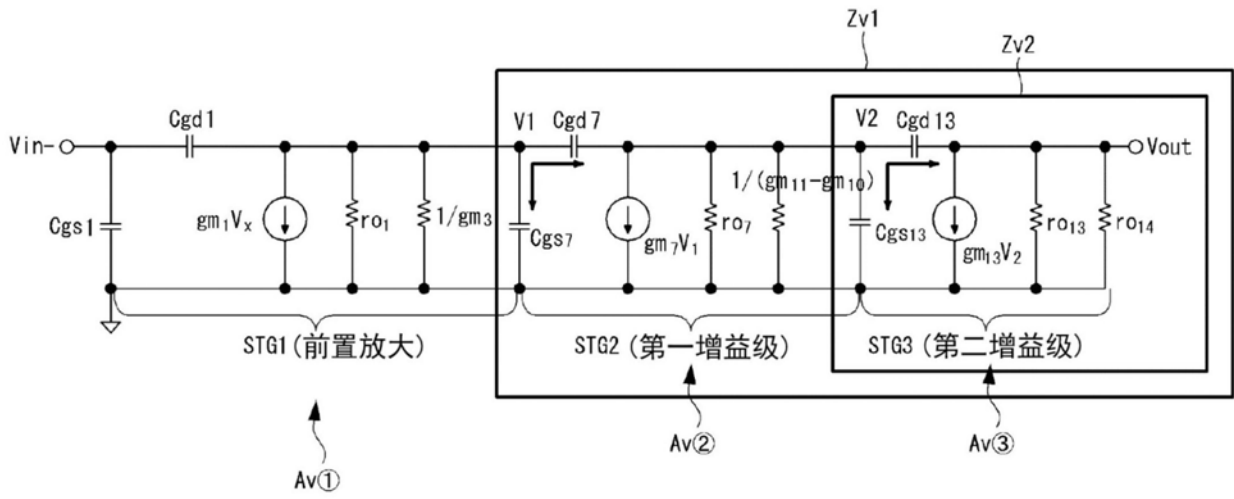 Zv1
Zv2
Vin-
Cgd1
V1
Cgd7
V2
Cgd13
Vout
1/(gm₁₁-gm₁₀)
Cgs1
gm₁Vₓ
ro₁
1/gm₃
Cgs₇
gm₇V₁
ro₇
Cgs₁₃
gm₁₃V₂
ro₁₃
ro₁₄
STG1(前置放大)
STG2(第一增益级)
STG3(第二增益级)
Av①
Av②
Av③